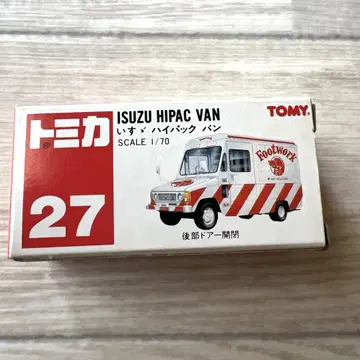 トミカ
27
ISUZU HIPAC VAN
いすゞ ハイパック バン
SCALE 1/70
TOMY
Footwork
後部ドアー開閉